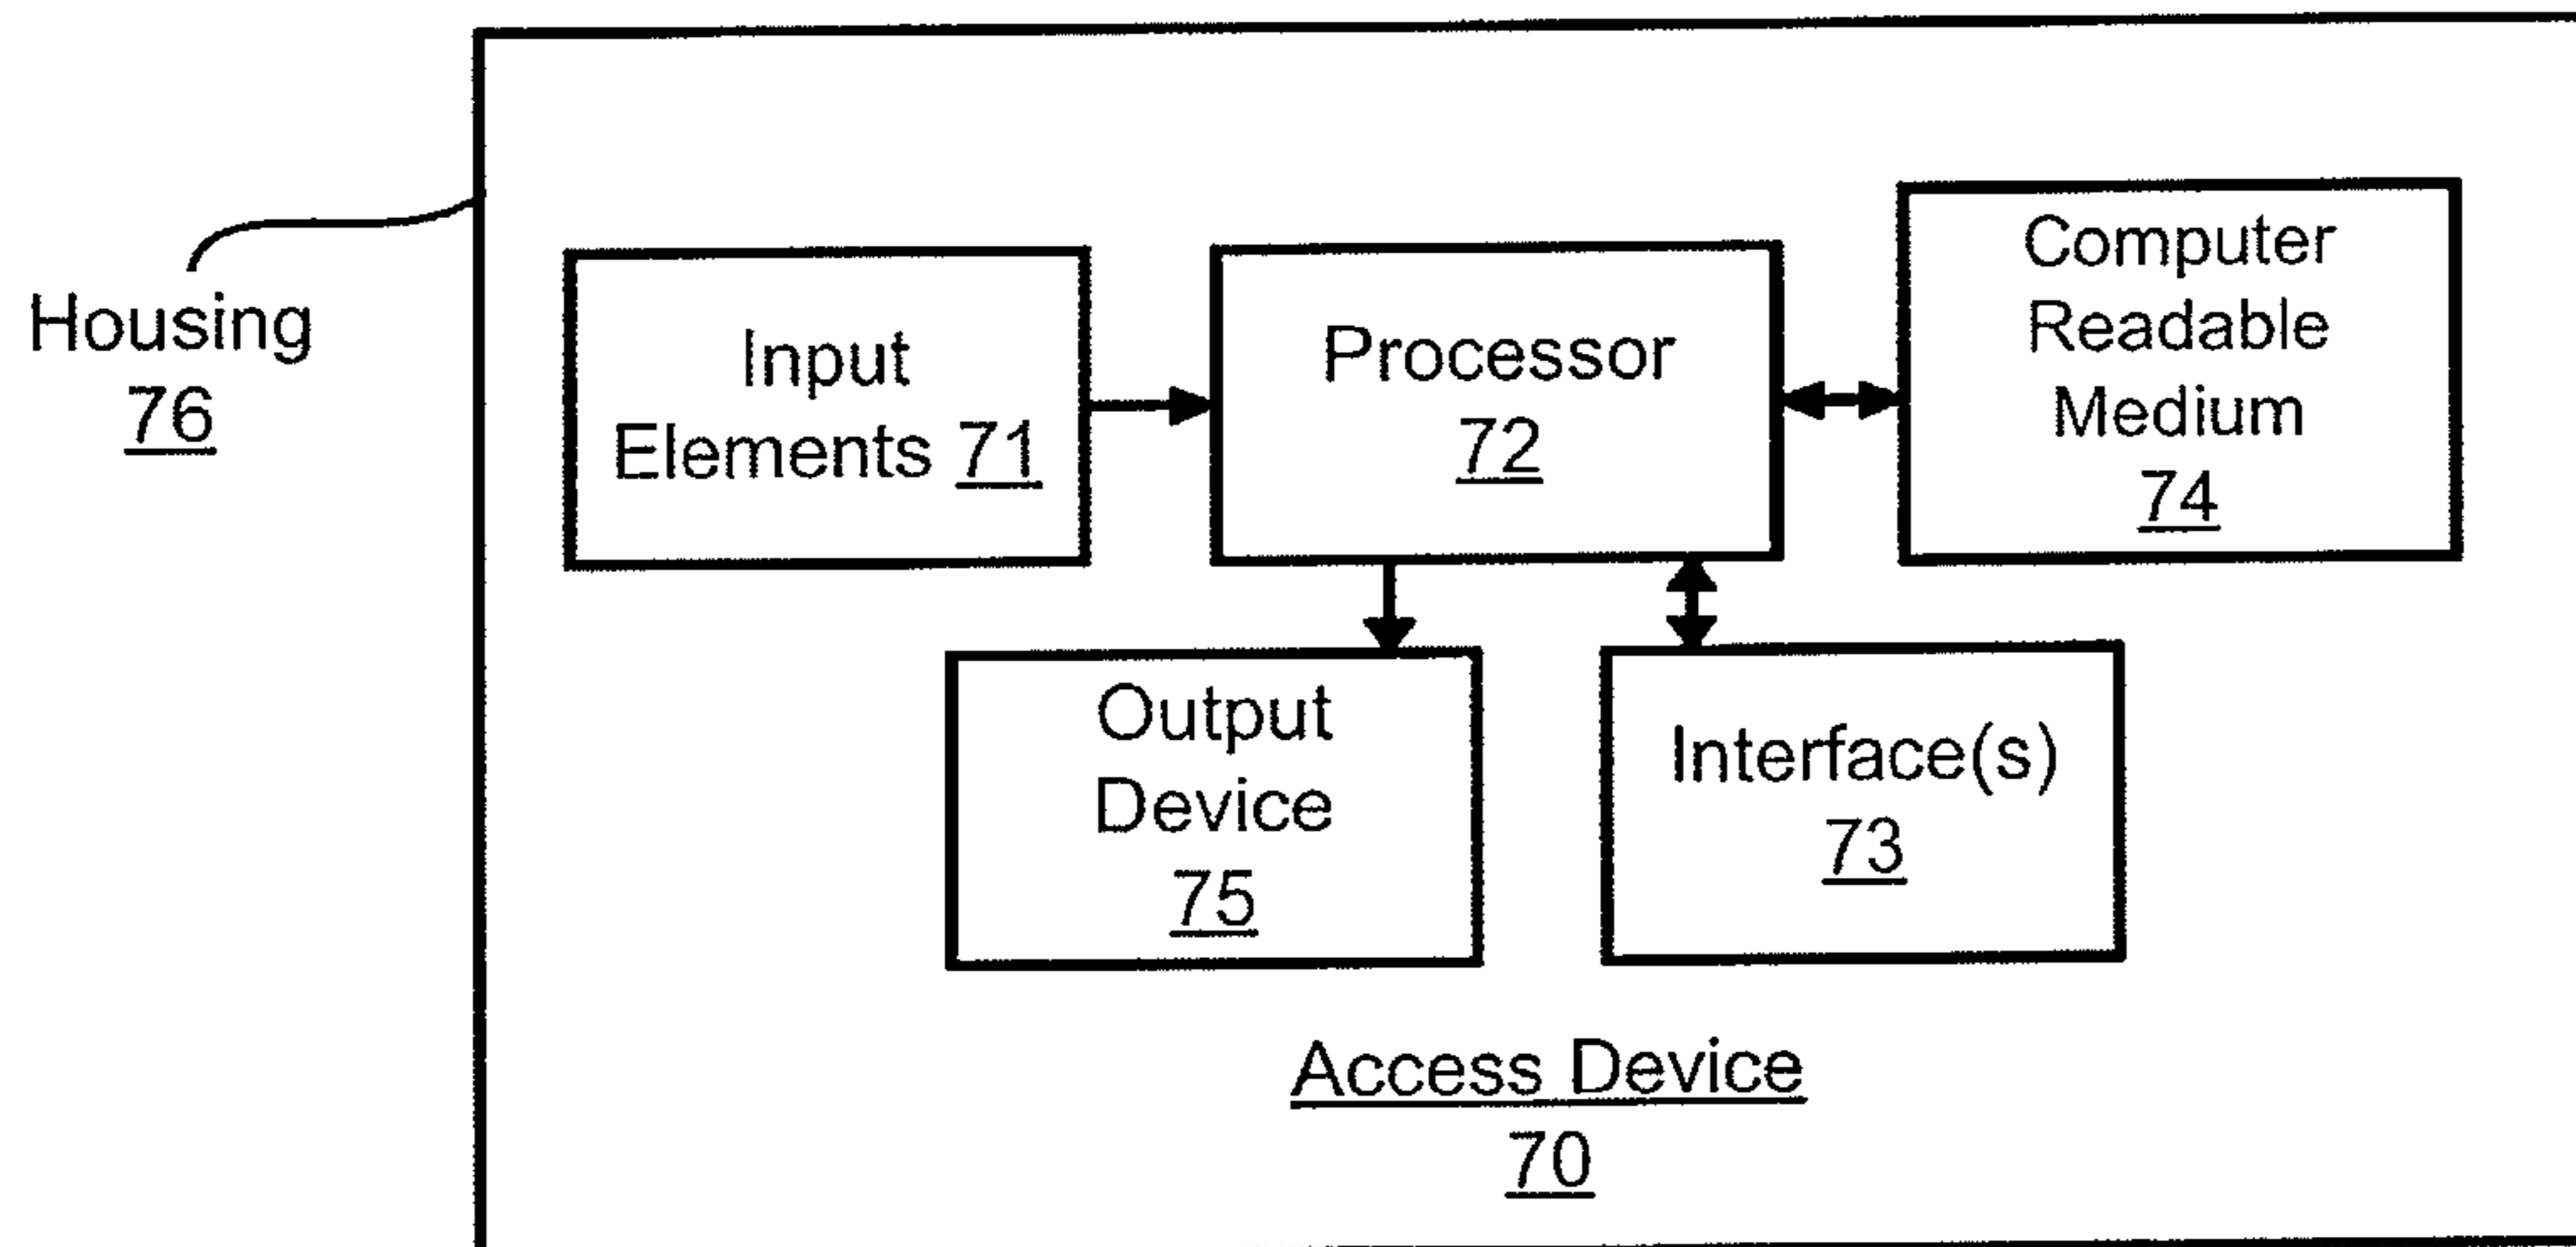 Housing
76
Input
Elements 71
Processor
72
Computer
Readable
Medium
74
Output
Device
75
Interface(s)
73
Access Device
70